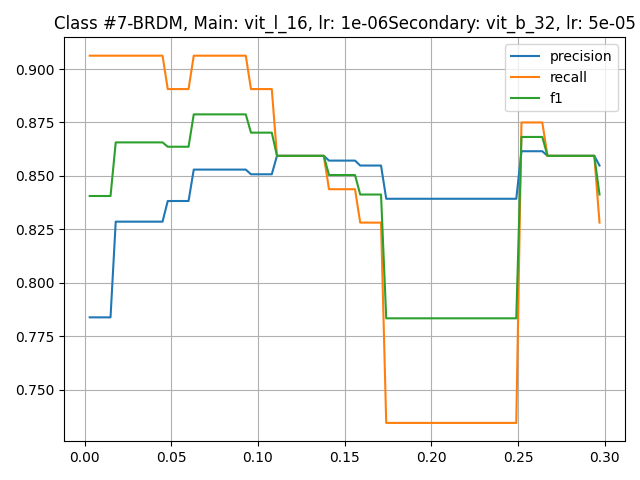 Class #7-BRDM, Main: vit_l_16, lr: 1e-06Secondary: vit_b_32, lr: 5e-05
precision
recall
f1
0.900
0.875
0.850
0.825
0.800
0.775
0.750
0.00 0.05 0.10 0.15 0.20 0.25 0.30